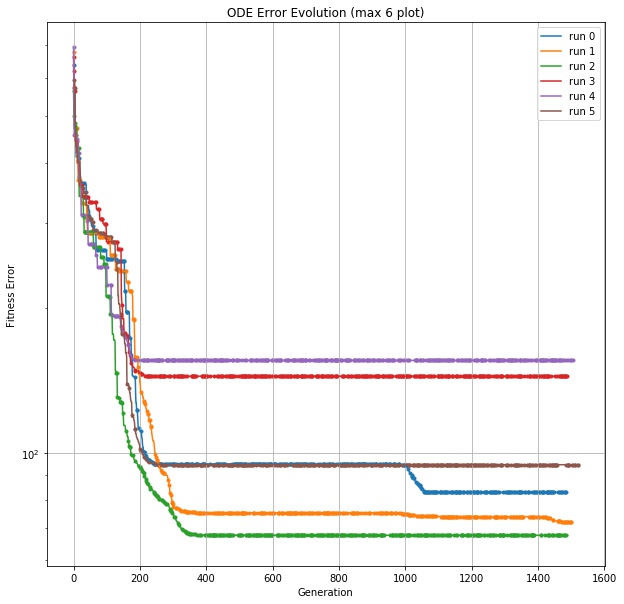 ODE Error Evolution (max 6 plot)
run 0
run 1
run 2
run 3
run 4
run 5
Fitness Error
10²
0 200 400 600 800 1000 1200 1400 1600
Generation